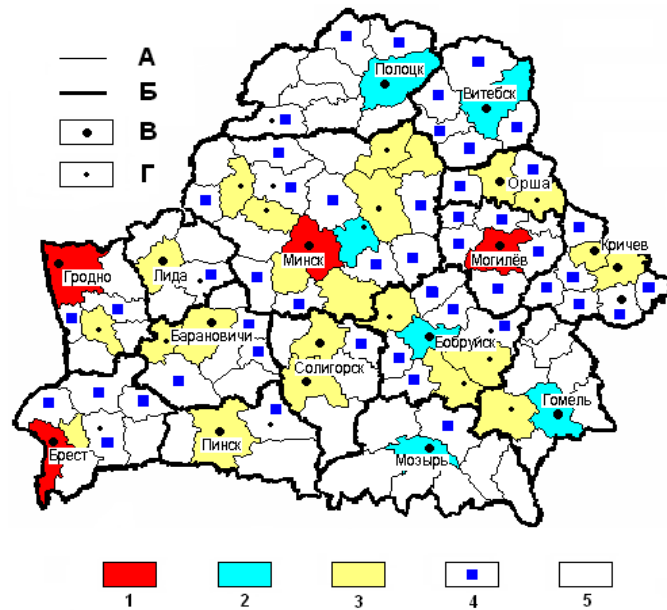 А
Б
В
Г
Полоцк
Витебск
Орша
Минск
Могилёв
Кричев
Гродно
Лида
Барановичи
Бобруйск
Солигорск
Гомель
Брест
Пинск
Мозырь
1 2 3 4 5